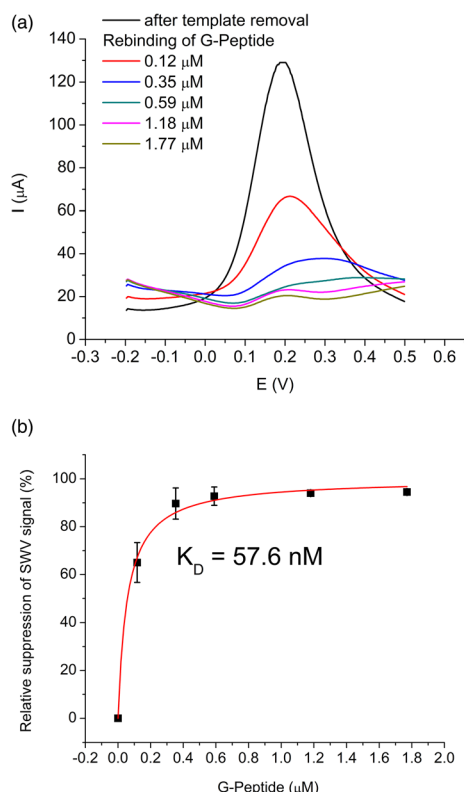 (a)
after template removal
Rebinding of G-Peptide
0.12 μM
0.35 μM
0.59 μM
1.18 μM
1.77 μM
140
120
100
80
60
40
20
0
I (μA)
-0.3 -0.2 -0.1 0.0 0.1 0.2 0.3 0.4 0.5 0.6
E (V)
(b)
100
80
60
40
20
0
Relative suppression of SWV signal (%)
K_D = 57.6 nM
-0.2 0.0 0.2 0.4 0.6 0.8 1.0 1.2 1.4 1.6 1.8 2.0
G-Peptide (μM)